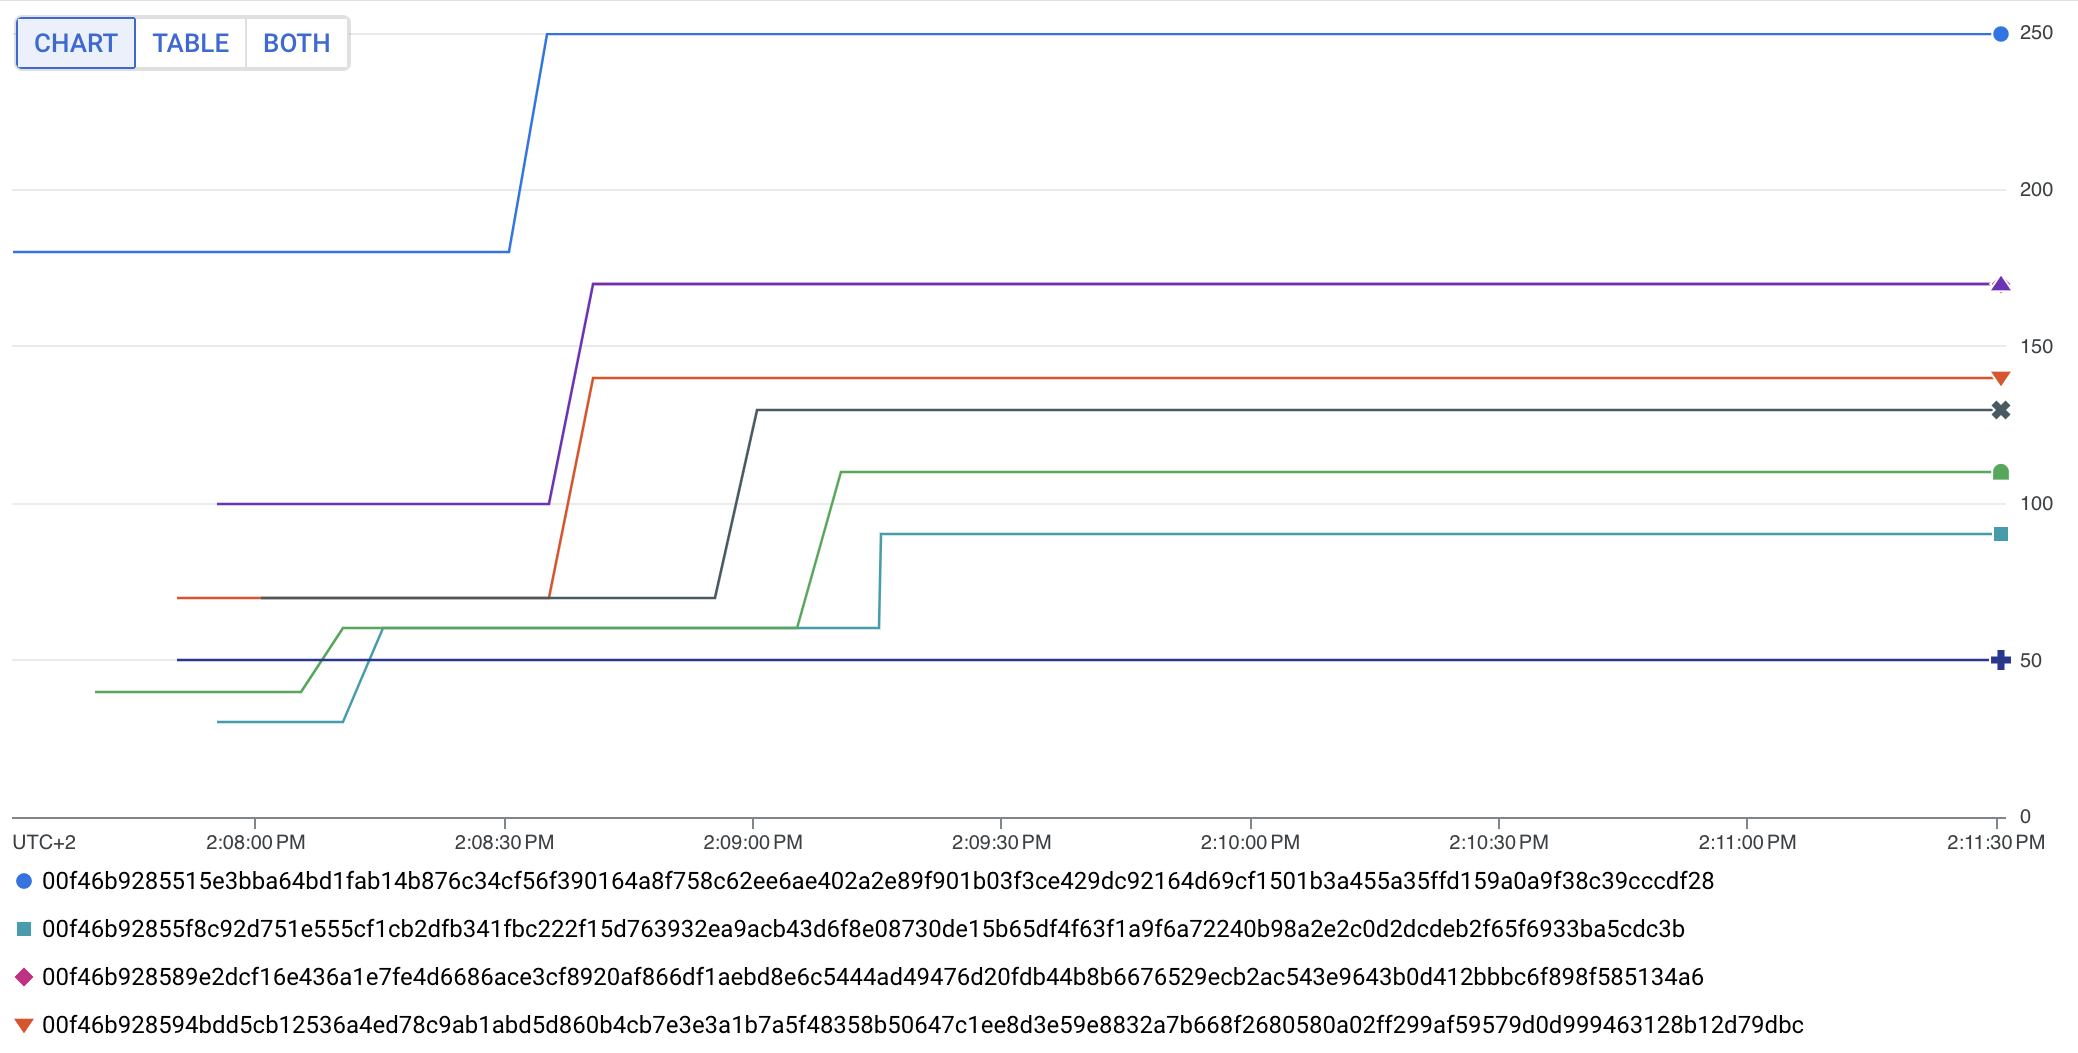 CHART TABLE BOTH
250
200
150
100
50
0
UTC+2 2:08:00 PM 2:08:30 PM 2:09:00 PM 2:09:30 PM 2:10:00 PM 2:10:30 PM 2:11:00 PM 2:11:30 PM
00f46b9285515e3bba64bd1fab14b876c34cf56f390164a8f758c62ee6ae402a2e89f901b03f3ce429dc92164d69cf1501b3a455a35ffd159a0a9f38c39cccdf28
00f46b92855f8c92d751e555cf1cb2dfb341fbc222f15d763932ea9acb43d6f8e08730de15b65df4f63f1a9f6a72240b98a2e2c0d2dcdeb2f65f6933ba5cdc3b
00f46b928589e2dcf16e436a1e7fe4d6686ace3cf8920af866df1aebd8e6c5444ad49476d20fdb44b8b6676529ecb2ac543e9643b0d412bbbc6f898f585134a6
00f46b928594bdd5cb12536a4ed78c9ab1abd5d860b4cb7e3e3a1b7a5f48358b50647c1ee8d3e59e8832a7b668f2680580a02ff299af59579d0d999463128b12d79dbc